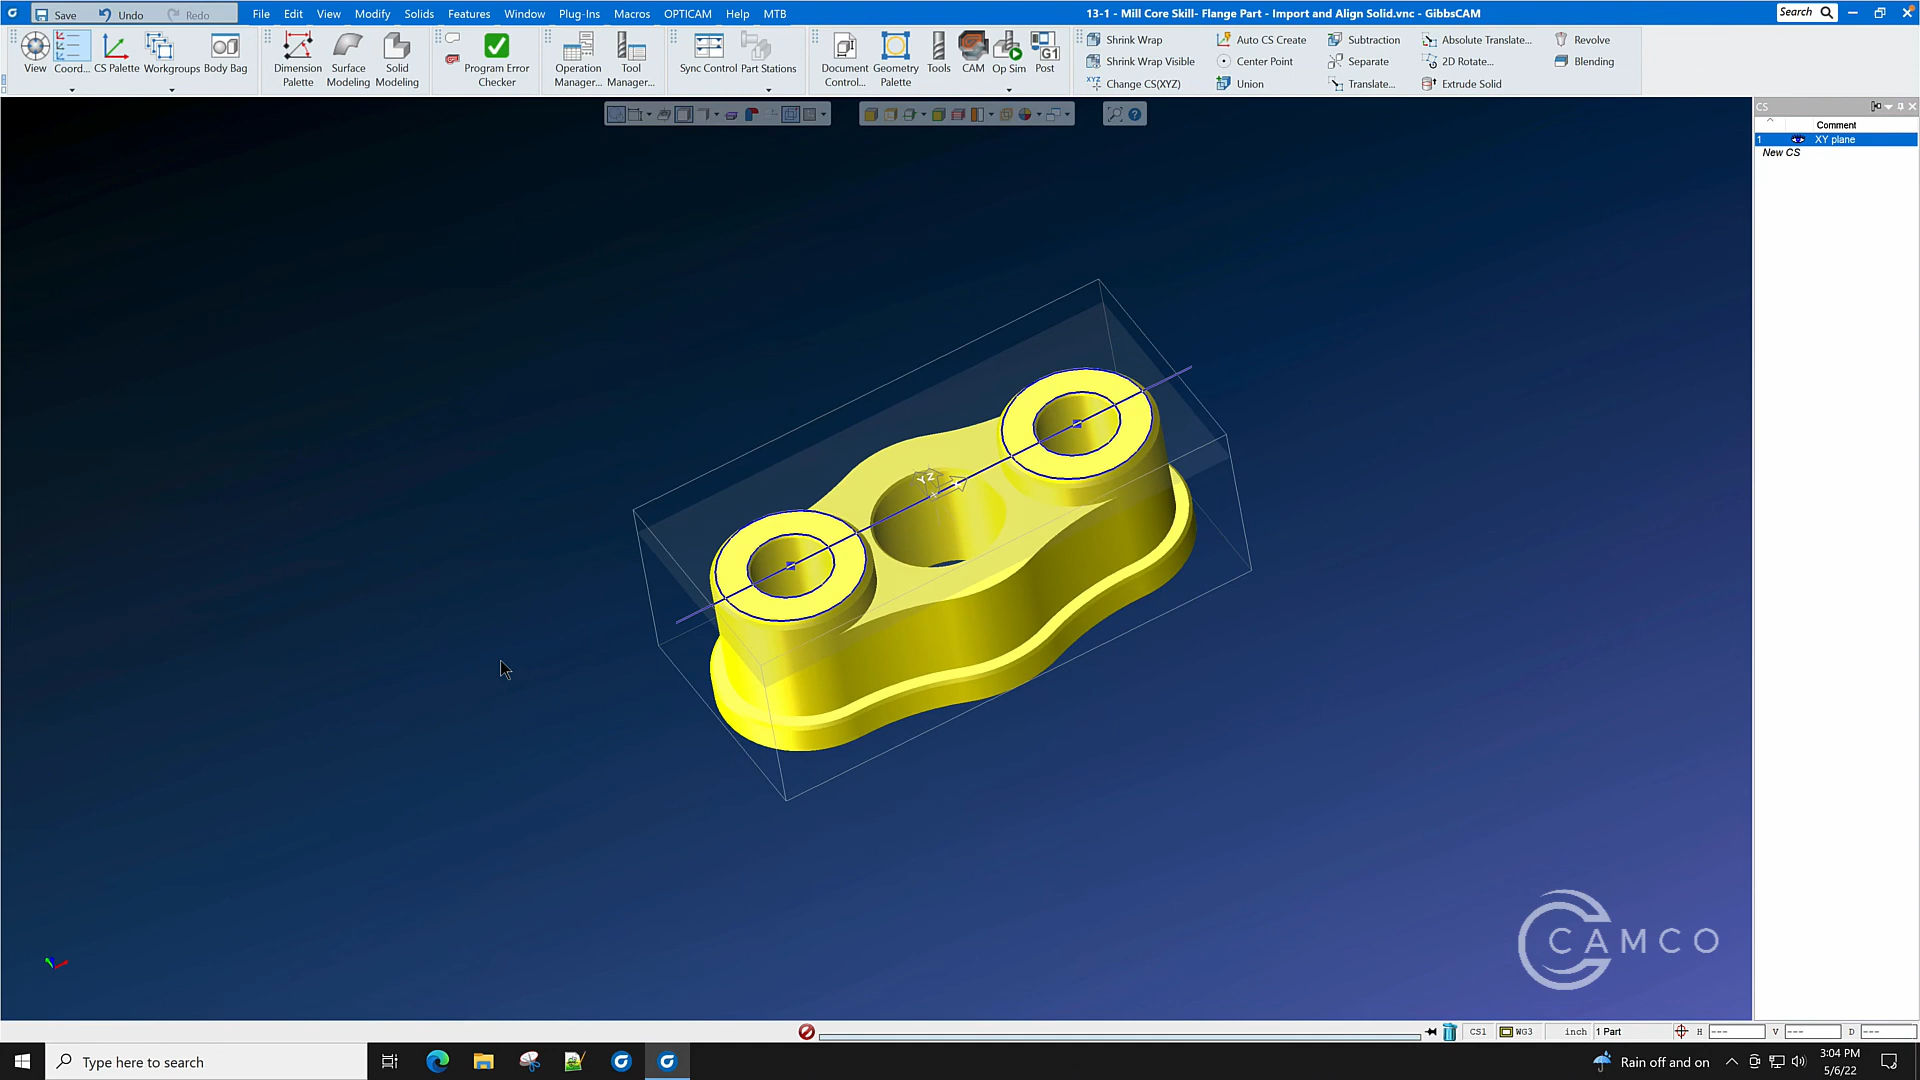 Save Undo Redo File Edit View Modify Solids Features Window Plug-Ins Macros OPTICAM Help MTB 13-1 - Mill Core Skill- Flange Part - Import and Align Solid.vnc - GibbsCAM Search
View Coord... CS Palette Workgroups Body Bag
Dimension Palette
Surface Modeling
Solid Modeling
Program Error Checker
Operation Manager...
Tool Manager...
Sync Control Part Stations
Document Control...
Geometry Palette
Tools CAM Op Sim Post
G1
Shrink Wrap Auto CS Create Subtraction Absolute Translate... Revolve
Shrink Wrap Visible Center Point Separate 2D Rotate... Blending
XYZ Change CS(XYZ) Union Translate... Extrude Solid
CS
Comment
1 XY plane
New CS
Y Z
CAMCO
CS1 WG3 inch 1 Part H --- V --- D ---
Type here to search
Rain off and on
3:04 PM
5/6/22